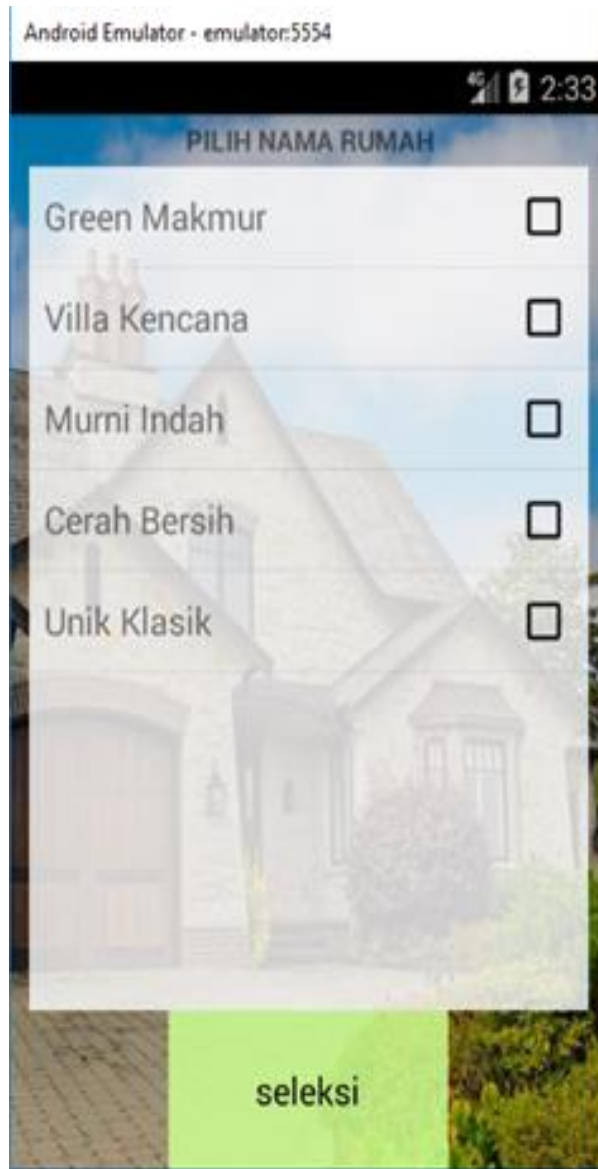 Android Emulator - emulator:5554
4G 2:33
PILIH NAMA RUMAH
Green Makmur
Villa Kencana
Murni Indah
Cerah Bersih
Unik Klasik
seleksi